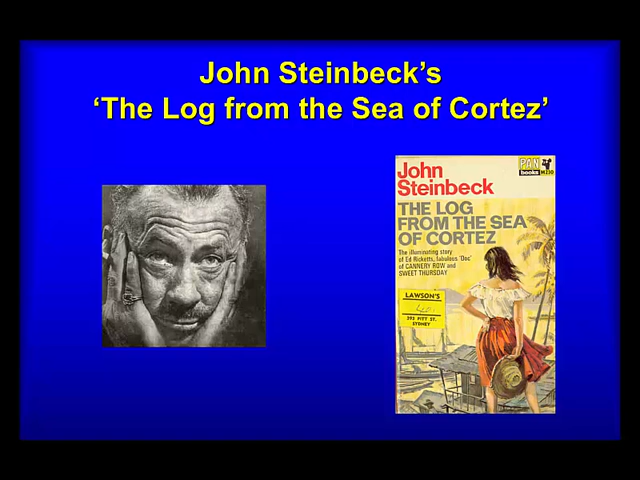 John Steinbeck’s
‘The Log from the Sea of Cortez’
John
Steinbeck
PAN
books M230
THE LOG
FROM THE SEA
OF CORTEZ
The illuminating story
of Ed Ricketts, fabulous 'Doc'
of CANNERY ROW and
SWEET THURSDAY
LAWSON'S
PITT ST.
SYDNEY